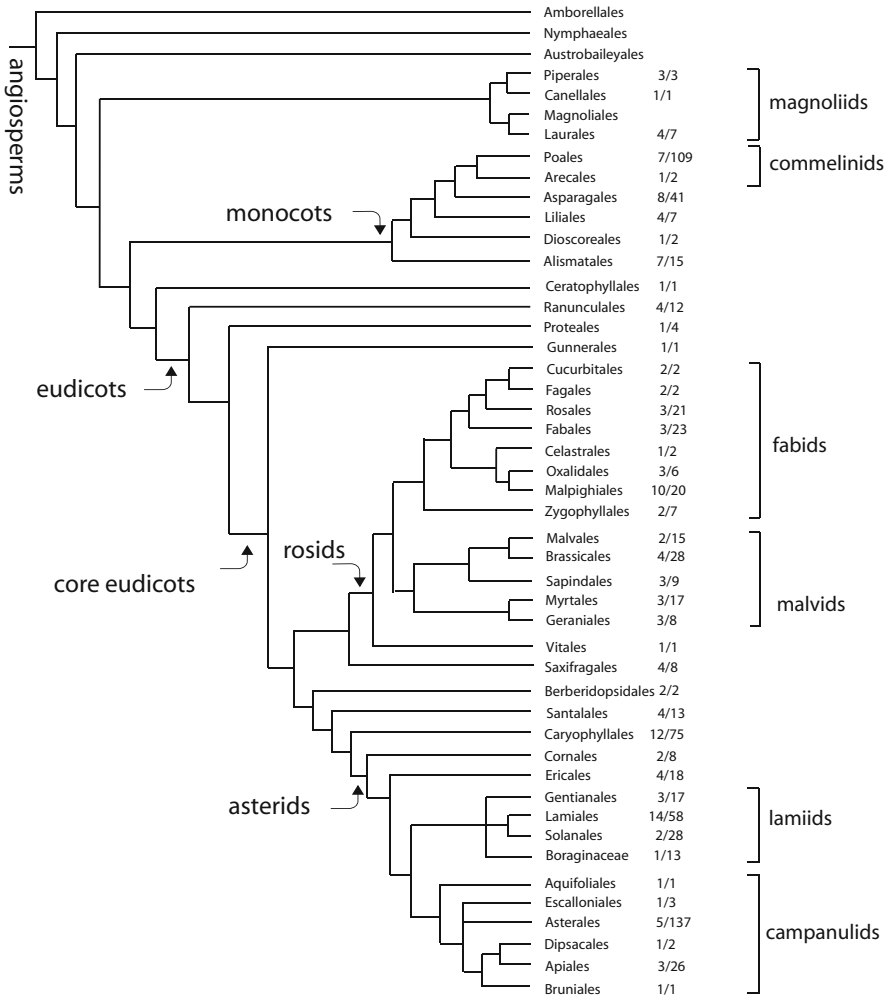 Amborellales
Nymphaeales
Austrobaileyales
angiosperms
Piperales 3/3
Canellales 1/1
Magnoliales
Laurales 4/7
magnoliids
Poales 7/109
Arecales 1/2
commelinids
Asparagales 8/41
Liliales 4/7
Dioscoreales 1/2
Alismatales 7/15
monocots
Ceratophyllales 1/1
Ranunculales 4/12
Proteales 1/4
Gunnerales 1/1
eudicots
Cucurbitales 2/2
Fagales 2/2
Rosales 3/21
Fabales 3/23
Celastrales 1/2
Oxalidales 3/6
Malpighiales 10/20
Zygophyllales 2/7
fabids
Malvales 2/15
Brassicales 4/28
Sapindales 3/9
Myrtales 3/17
Geraniales 3/8
malvids
rosids
core eudicots
Vitales 1/1
Saxifragales 4/8
Berberidopsidales 2/2
Santalales 4/13
Caryophyllales 12/75
Cornales 2/8
Ericales 4/18
asterids
Gentianales 3/17
Lamiales 14/58
Solanales 2/28
Boraginaceae 1/13
lamiids
Aquifoliales 1/1
Escalloniales 1/3
Asterales 5/137
Dipsacales 1/2
Apiales 3/26
Bruniales 1/1
campanulids